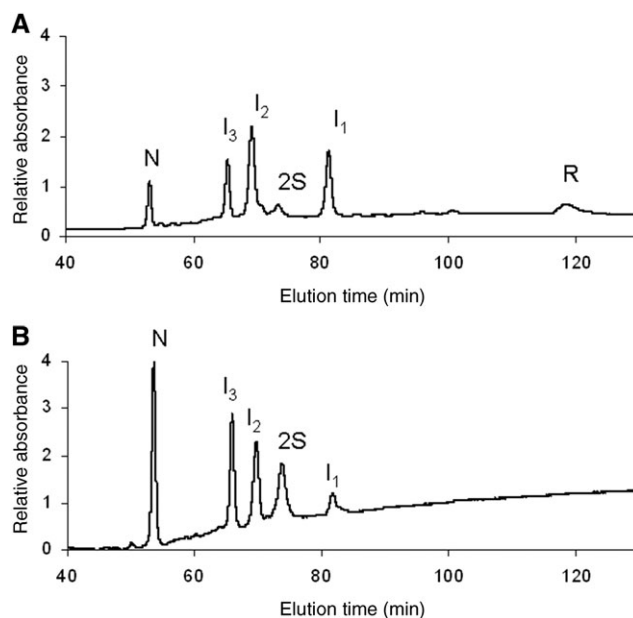 A
Relative absorbance
4
3
2
1
0
N
I₃
I₂
2S
I₁
R
40 60 80 100 120
Elution time (min)
B
Relative absorbance
4
3
2
1
0
N
I₃
I₂
2S
I₁
40 60 80 100 120
Elution time (min)